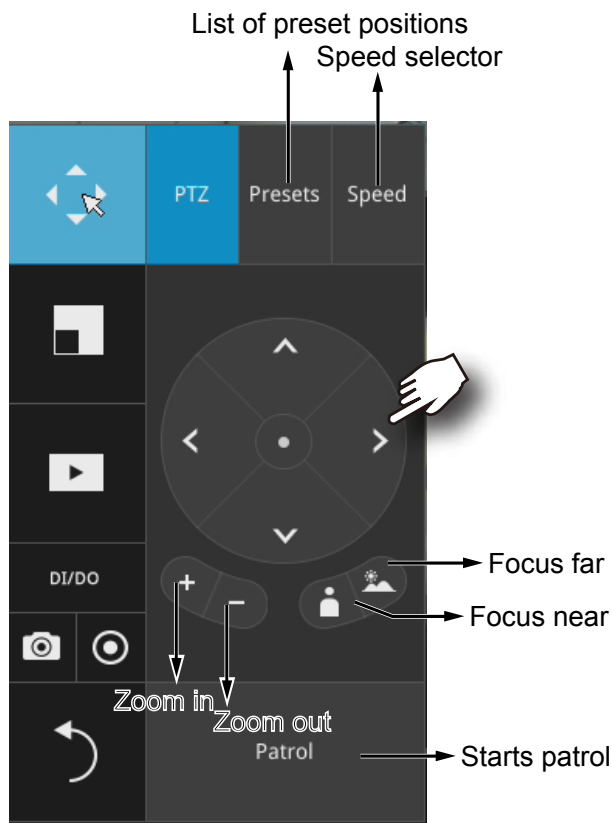 List of preset positions
Speed selector
PTZ
Presets
Speed
DI/DO
Focus far
Focus near
Zoom in
Zoom out
Patrol
Starts patrol